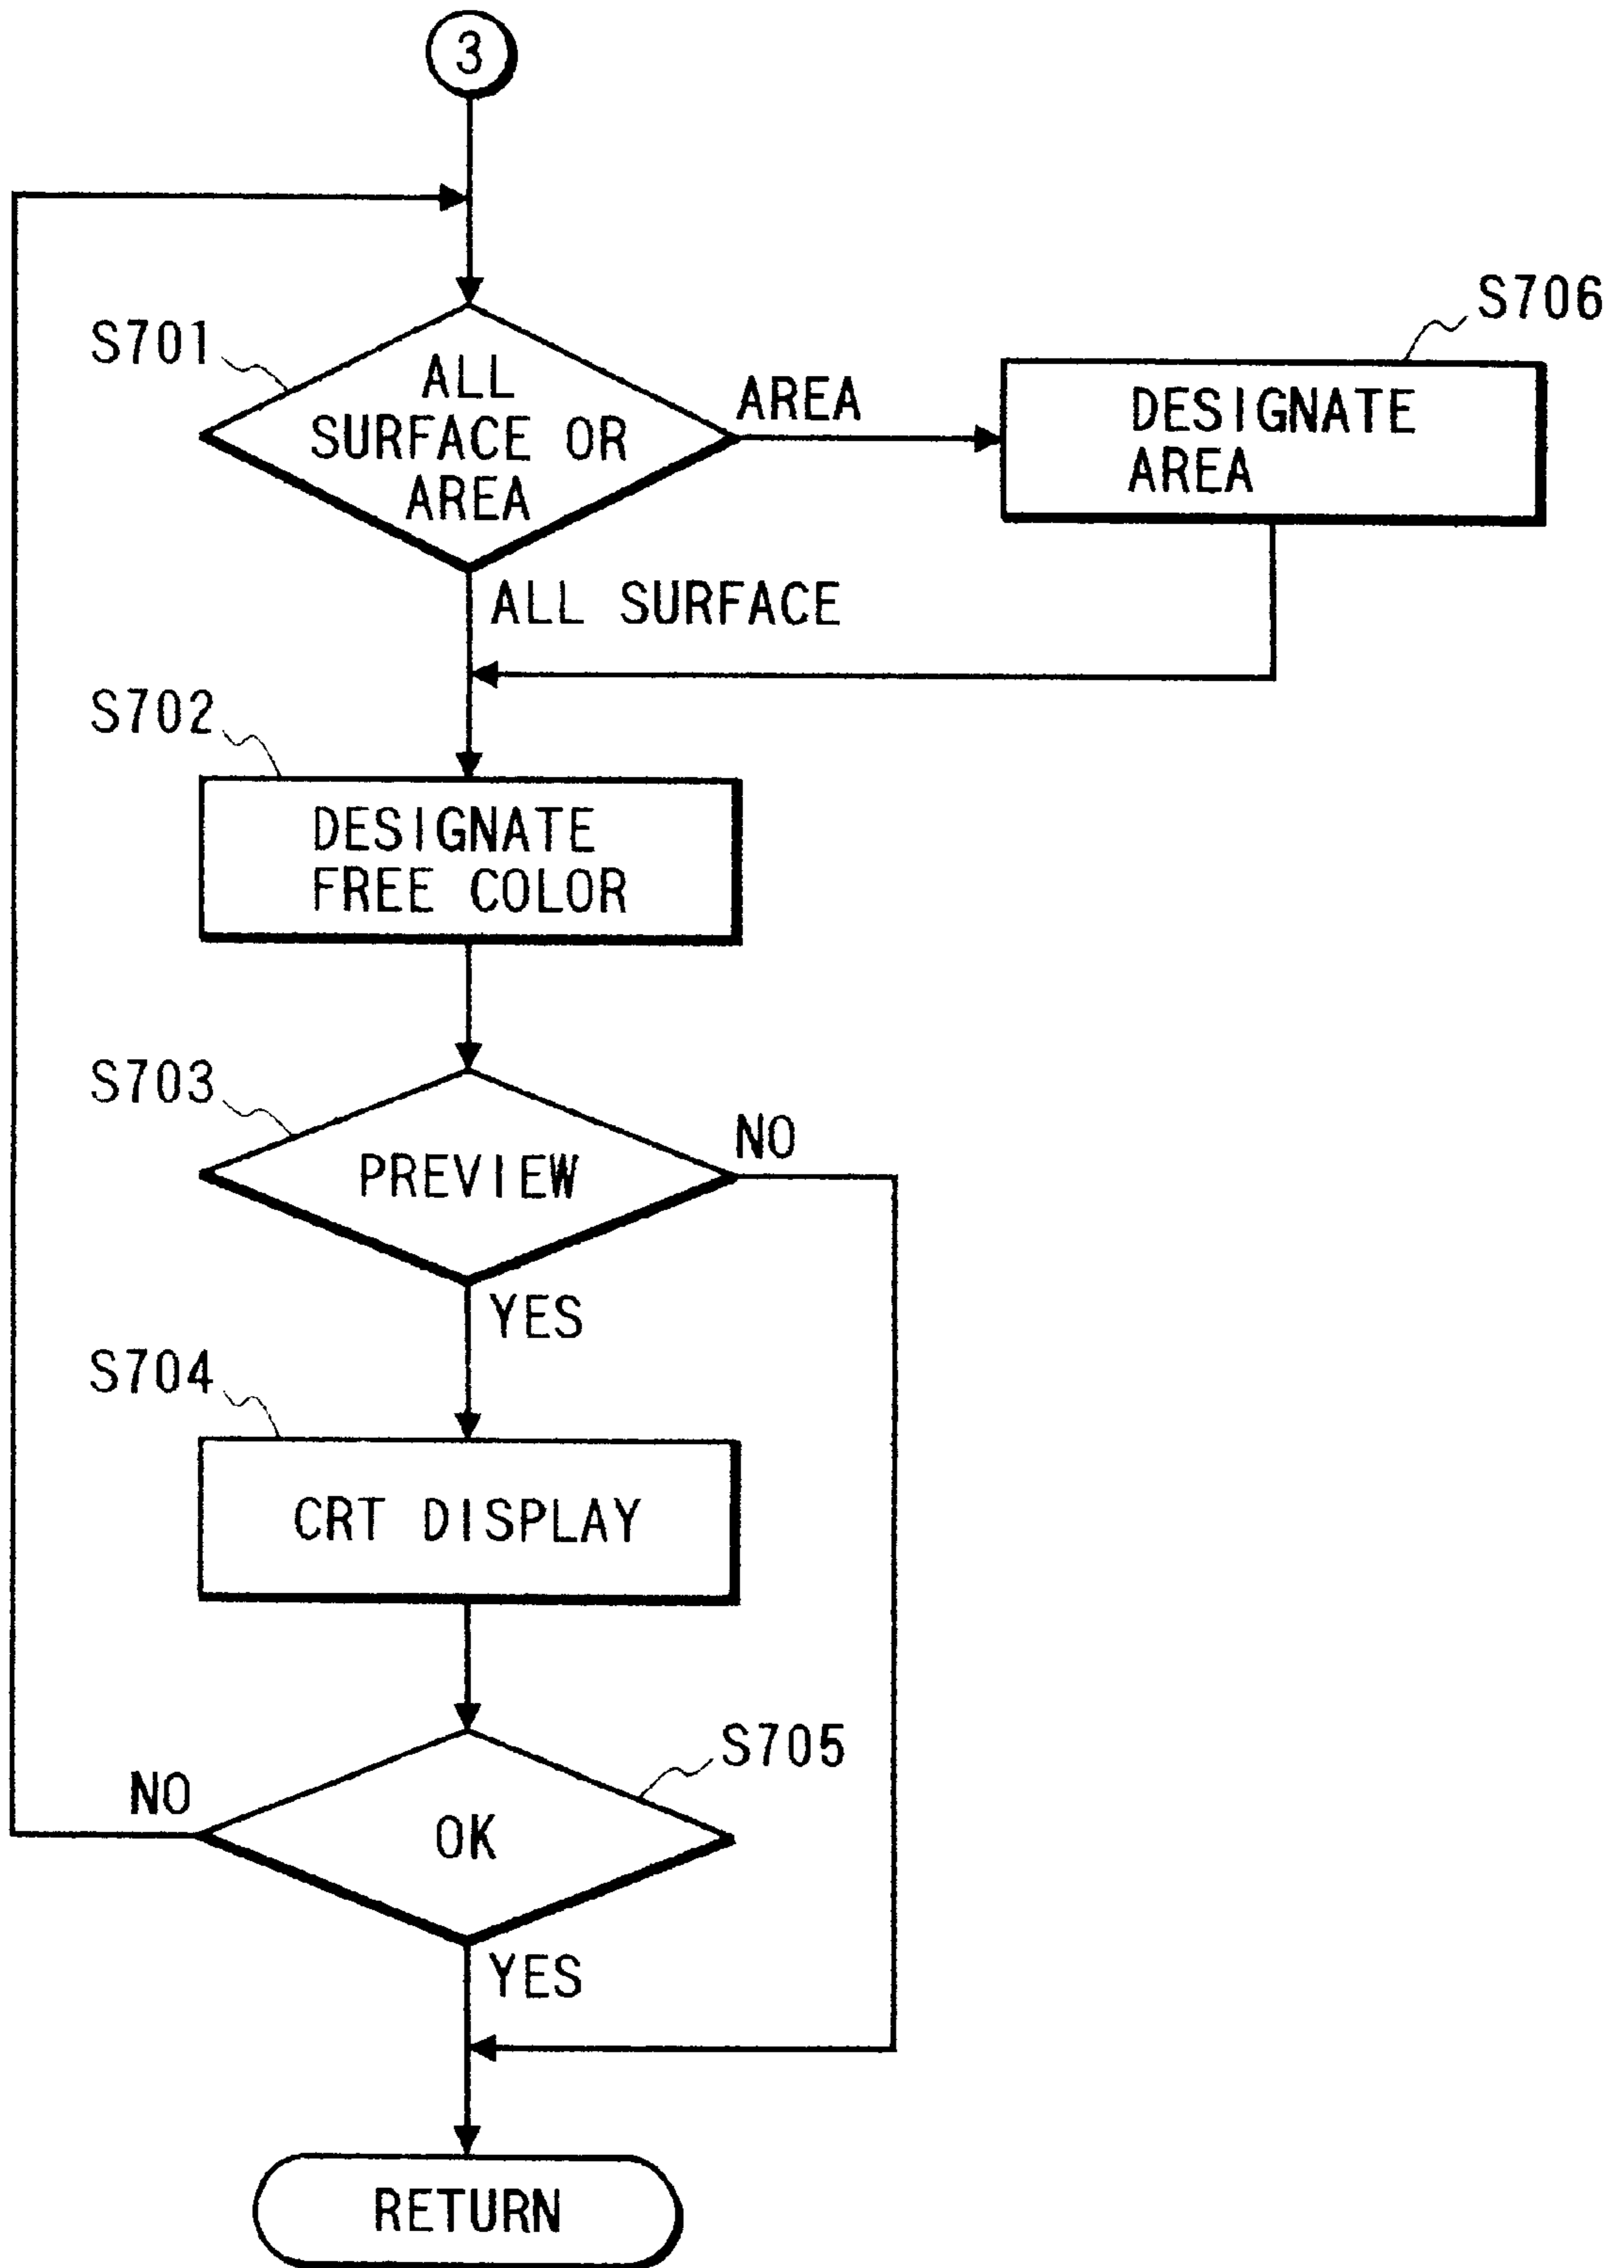 3
S701
ALL
SURFACE OR
AREA
AREA
S706
DESIGNATE
AREA
ALL SURFACE
S702
DESIGNATE
FREE COLOR
S703
PREVIEW
NO
YES
S704
CRT DISPLAY
S705
NO
OK
YES
RETURN